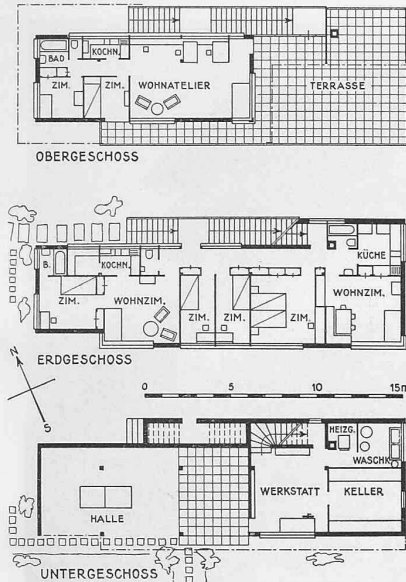 BAD
KOCHN.
ZIM.
ZIM.
WOHNATELIER
TERRASSE
OBERGESCHOSS
B.
KOCHN.
KÜCHE
ZIM.
WOHNZIM.
ZIM.
ZIM.
ZIM.
WOHNZIM.
ERDGESCHOSS
N
S
0 5 10 15m
HEIZG.
WASCHK.
WERKSTATT
KELLER
HALLE
UNTERGESCHOSS